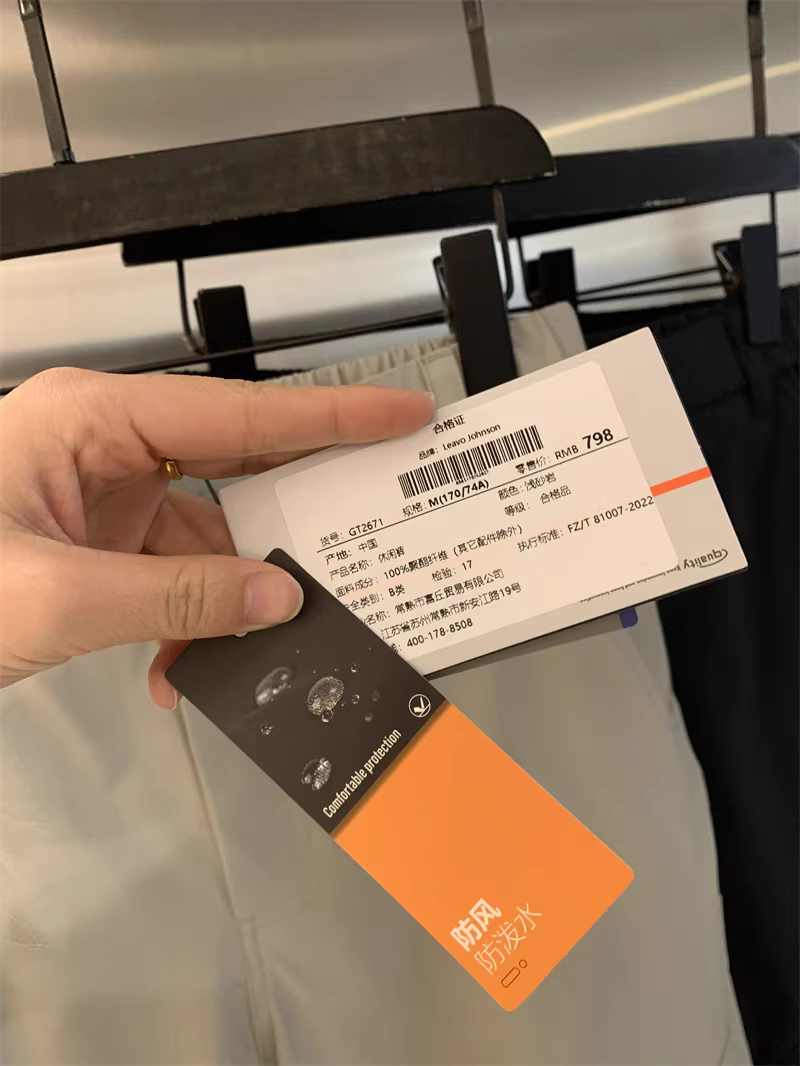 合格证
品牌: Leavo Johnson
零售价: RMB 798
货号: GT2671
规格: M(170/74A)
颜色: 浅砂岩
产地: 中国
等级: 合格品
产品名称: 休闲裤
面料成分: 100%聚酯纤维 (其它配件除外)
执行标准: FZ/T 81007-2022
全类别: B类
检验: 17
名称: 常熟市富丘贸易有限公司
江苏省苏州常熟市新安江路19号
400-178-8508
quality
Comfortable protection
防风
防泼水